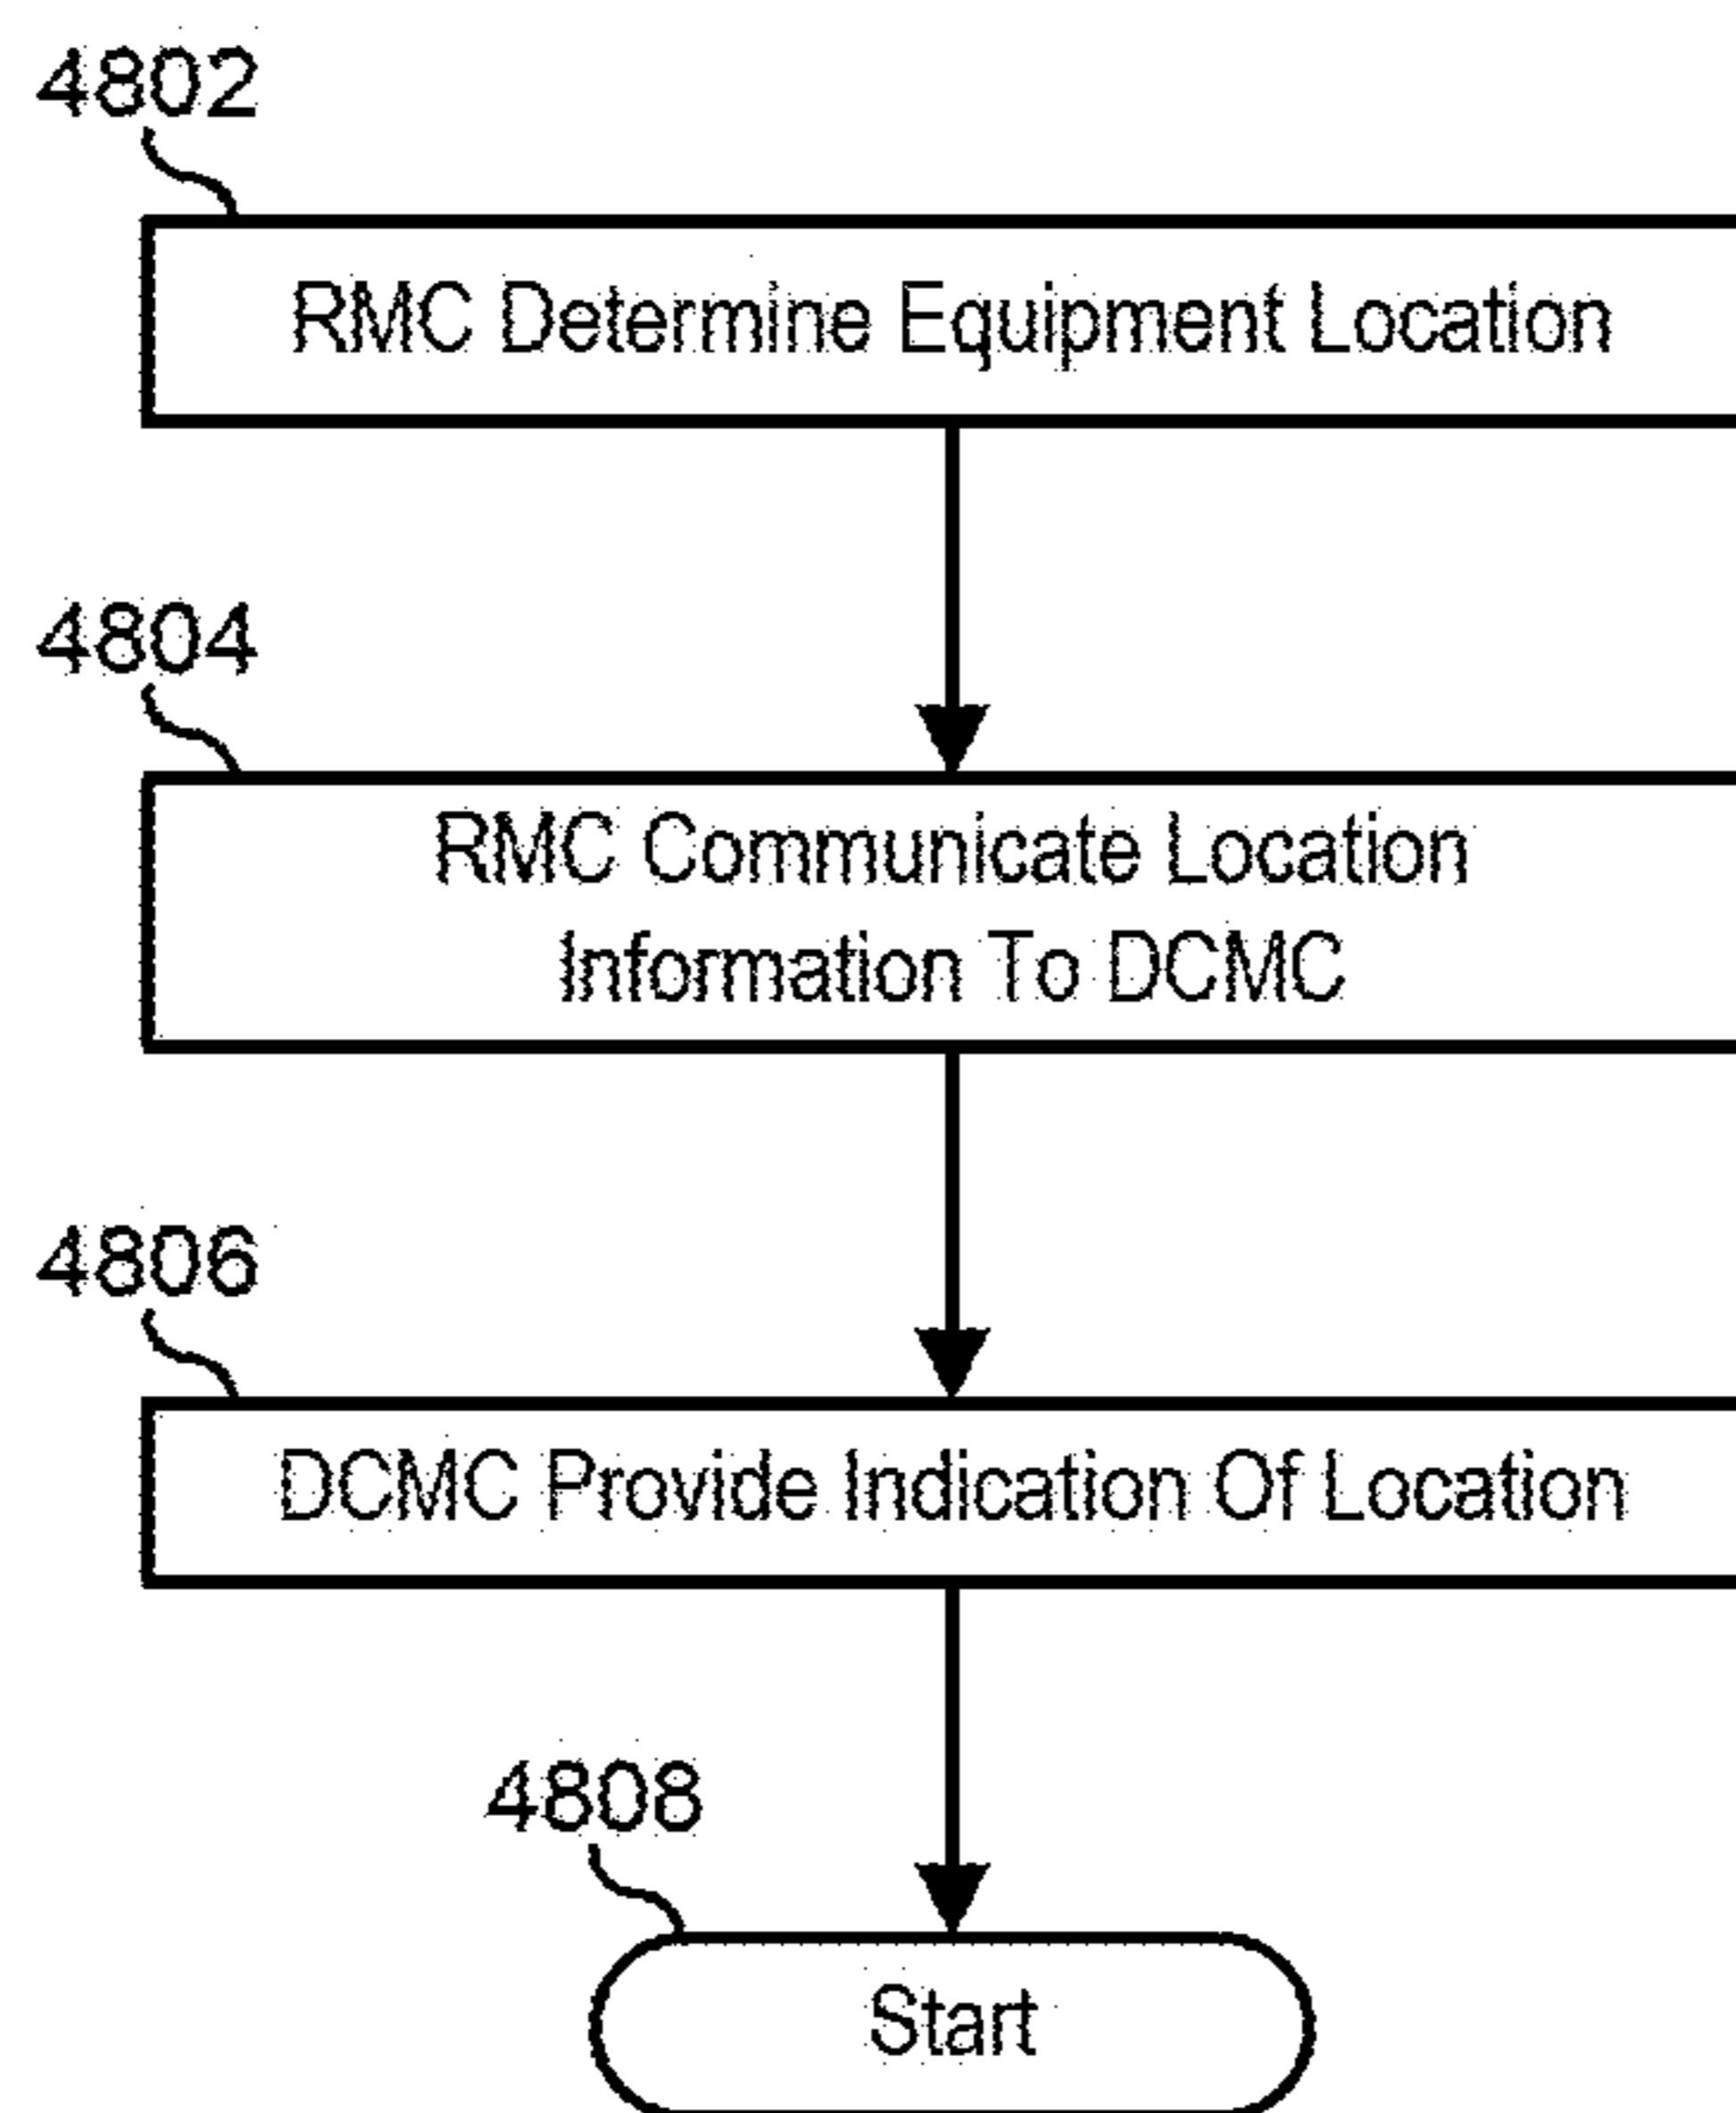 4802
RMC Determine Equipment Location
4804
RMC Communicate Location
Information To DCMC
4806
DCMC Provide Indication Of Location
4808
Start